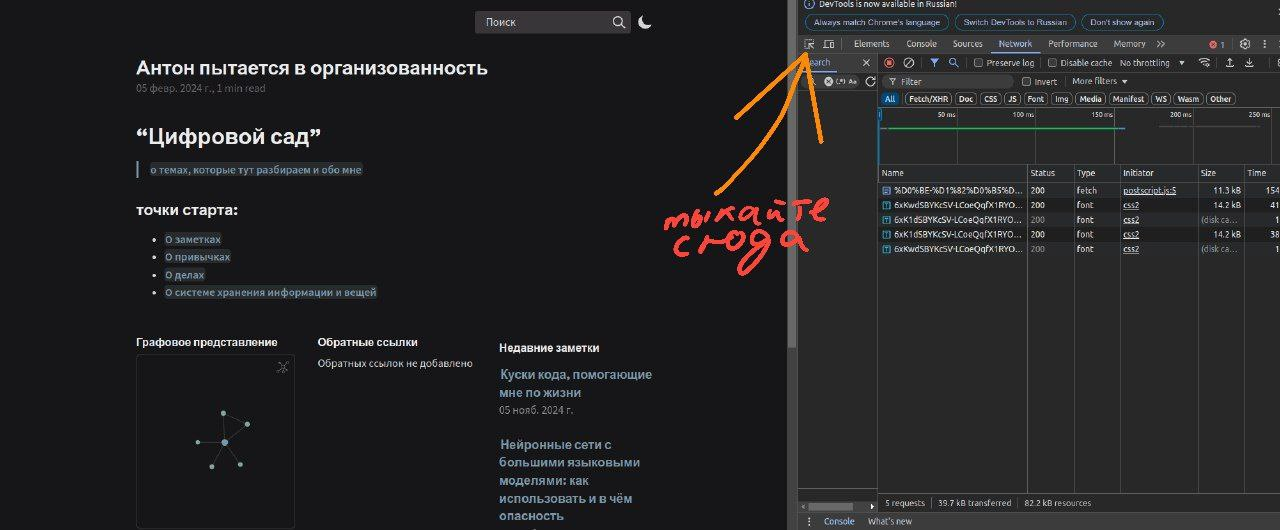 Поиск
Антон пытается в организованность
05 февр. 2024 г., 1 min read
“Цифровой сад”
о темах, которые тут разбираем и обо мне
точки старта:
О заметках
О привычках
О делах
О системе хранения информации и вещей
Графовое представление
Обратные ссылки
Обратных ссылок не добавлено
Недавние заметки
Куски кода, помогающие
мне по жизни
05 нояб. 2024 г.
Нейронные сети с
большими языковыми
моделями: как
использовать и в чём
опасность
тыкайте
сюда
DevTools is now available in Russian!
Always match Chrome's language Switch DevTools to Russian Don't show again
Elements Console Sources Network Performance Memory 1
earch
.* Aa
Preserve log Disable cache No throttling
Filter Invert More filters
All Fetch/XHR Doc CSS JS Font Img Media Manifest WS Wasm Other
50 ms 100 ms 150 ms 200 ms 250 ms
Name Status Type Initiator Size Time
%D0%BE-%D1%82%D0%B5%D... 200 fetch postscript.js:5 11.3 kB 154
6xKwdSBYKcSV-LCoeQqfX1RYO... 200 font css2 14.2 kB 41
6xK1dSBYKcSV-LCoeQqfX1RYO... 200 font css2 (disk ca... 1
6xK1dSBYKcSV-LCoeQqfX1RYO... 200 font css2 14.2 kB 38
6xKwdSBYKcSV-LCoeQqfX1RYO... 200 font css2 (disk ca... 1
5 requests 39.7 kB transferred 82.2 kB resources
Console What's new